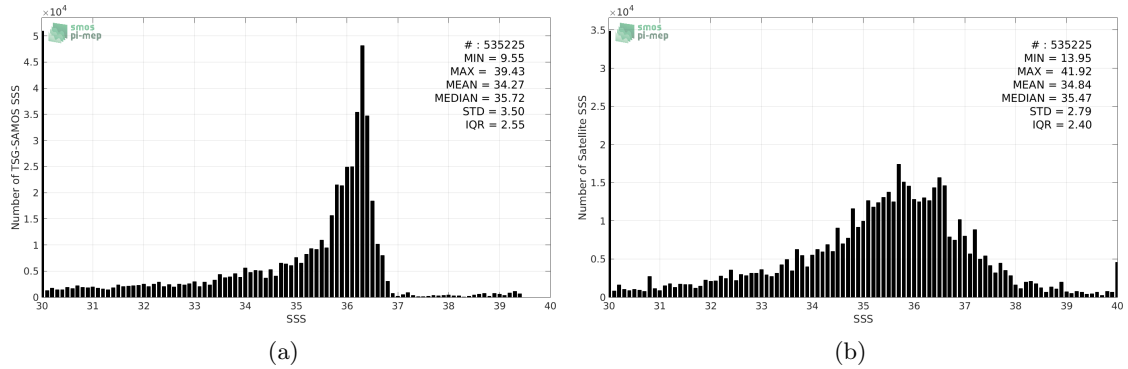 ×10⁴
smos
pi-mep
# : 535225
MIN = 9.55
MAX = 39.43
MEAN = 34.27
MEDIAN = 35.72
STD = 3.50
IQR = 2.55
Number of TSG-SAMOS SSS
5
4.5
4
3.5
3
2.5
2
1.5
1
0.5
0
30 31 32 33 34 35 36 37 38 39 40
SSS
(a)
×10⁴
smos
pi-mep
# : 535225
MIN = 13.95
MAX = 41.92
MEAN = 34.84
MEDIAN = 35.47
STD = 2.79
IQR = 2.40
Number of Satellite SSS
3.5
3
2.5
2
1.5
1
0.5
0
30 31 32 33 34 35 36 37 38 39 40
SSS
(b)